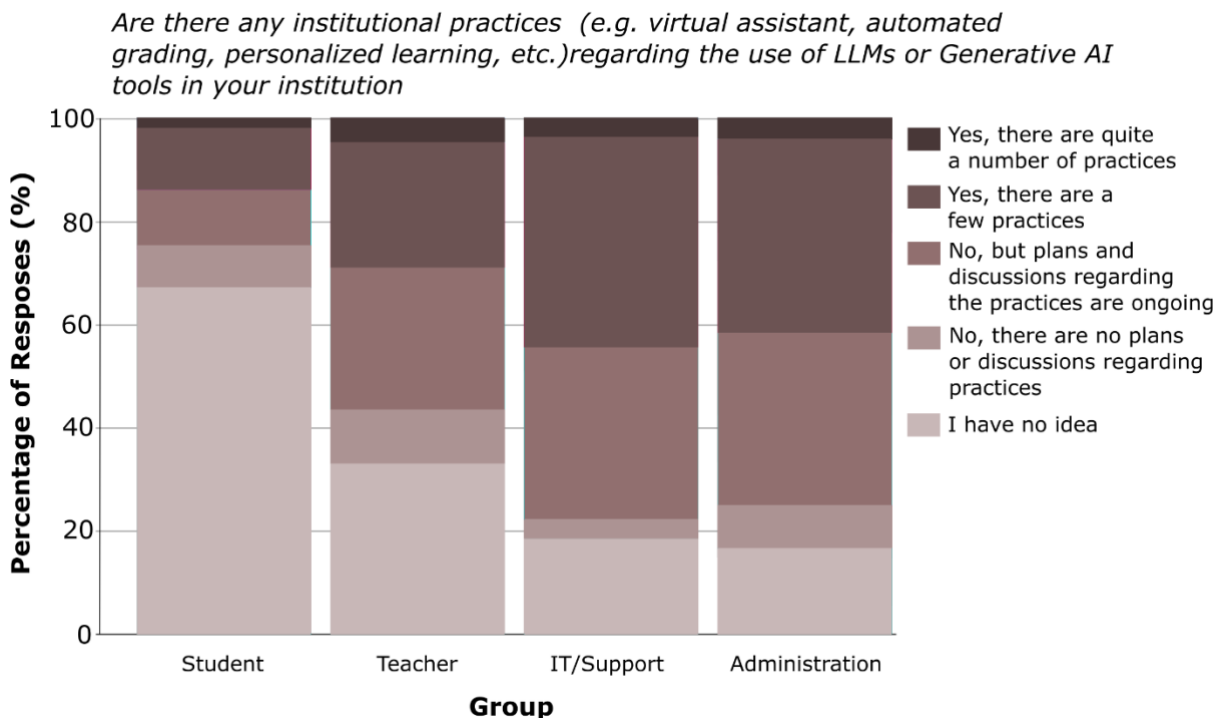 Are there any institutional practices  (e.g. virtual assistant, automated
grading, personalized learning, etc.)regarding the use of LLMs or Generative AI
tools in your institution
Percentage of Resposes (%)
100
80
60
40
20
0
Student
Teacher
IT/Support
Administration
Group
Yes, there are quite
a number of practices
Yes, there are a
few practices
No, but plans and
discussions regarding
the practices are ongoing
No, there are no plans
or discussions regarding
practices
I have no idea